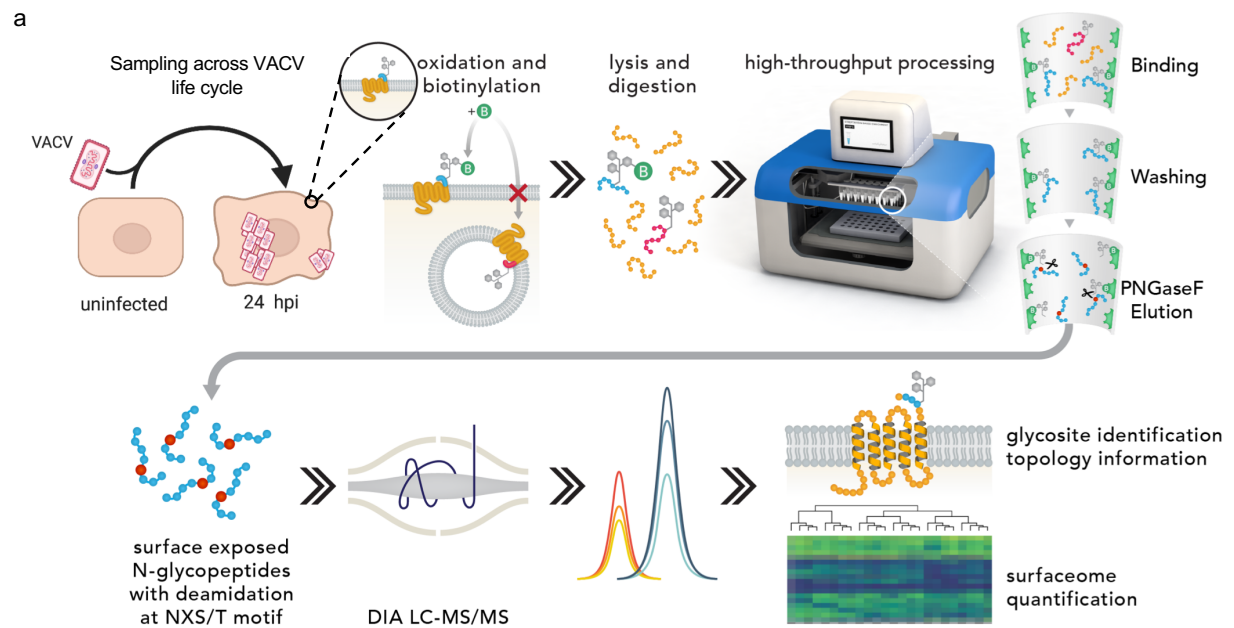 a
Sampling across VACV
life cycle
VACV
uninfected
24 hpi
oxidation and
biotinylation
+ B
B
lysis and
digestion
B
high-throughput processing
B
B
Binding
B
B
Washing
B
B
B
B
PNGaseF
Elution
surface exposed
N-glycopeptides
with deamidation
at NXS/T motif
DIA LC-MS/MS
glycosite identification
topology information
surfaceome
quantification